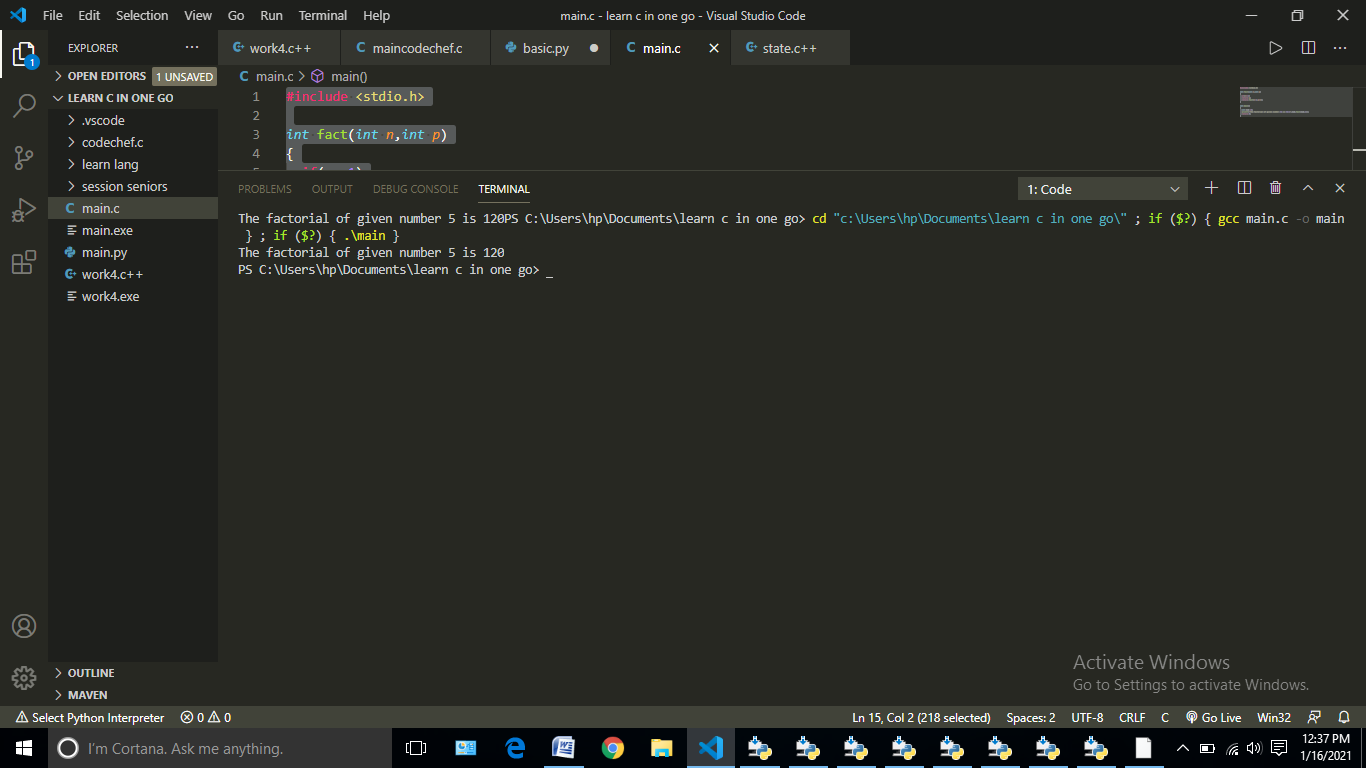 File Edit Selection View Go Run Terminal Help
main.c - learn c in one go - Visual Studio Code
EXPLORER
work4.c++ maincodechef.c basic.py main.c state.c++
OPEN EDITORS 1 UNSAVED
LEARN C IN ONE GO
.vscode
codechef.c
learn lang
session seniors
main.c
main.exe
main.py
work4.c++
work4.exe
OUTLINE
MAVEN
1
main.c > main()
1 #include <stdio.h>
2
3 int fact(int n,int p)
4 {
PROBLEMS OUTPUT DEBUG CONSOLE TERMINAL
1: Code
The factorial of given number 5 is 120PS C:\Users\hp\Documents\learn c in one go> cd "c:\Users\hp\Documents\learn c in one go\" ; if ($?) { gcc main.c -o main
} ; if ($?) { .\main }
The factorial of given number 5 is 120
PS C:\Users\hp\Documents\learn c in one go> _
Activate Windows
Go to Settings to activate Windows.
Select Python Interpreter 0 0 Ln 15, Col 2 (218 selected) Spaces: 2 UTF-8 CRLF C Go Live Win32
I'm Cortana. Ask me anything.
12:37 PM
1/16/2021